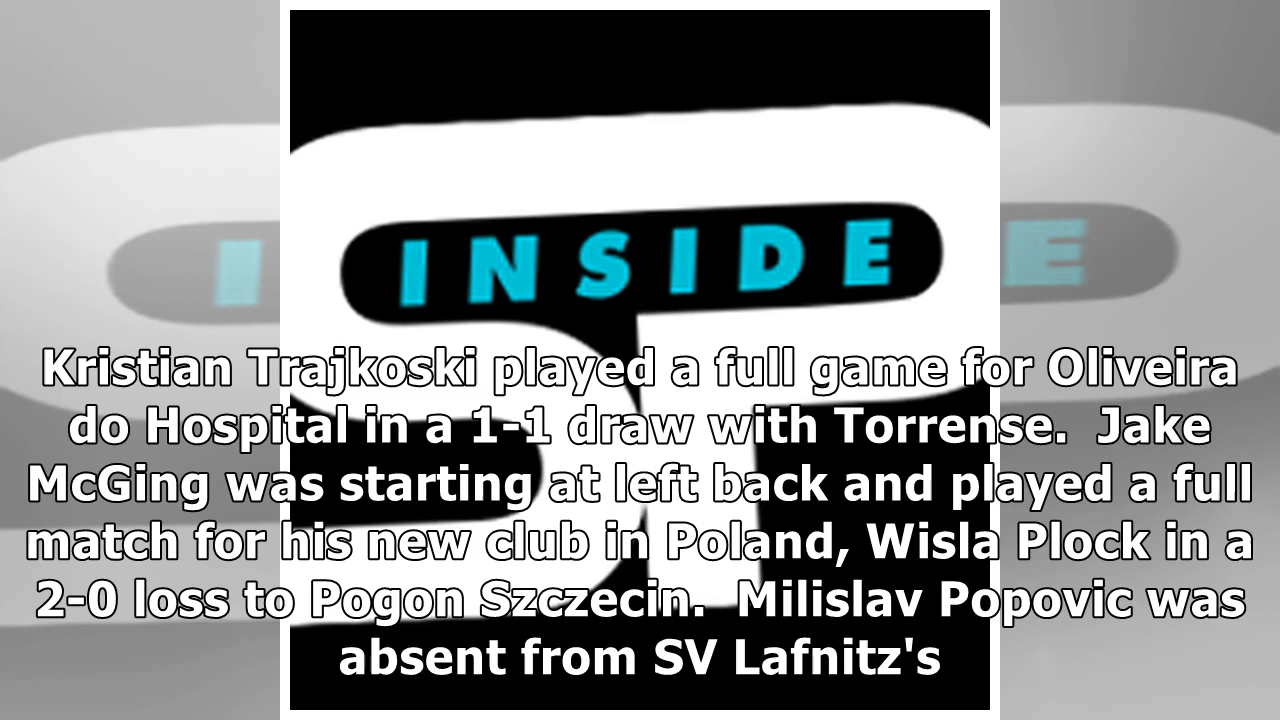 INSIDE
I
E
Kristian Trajkoski played a full game for Oliveira
do Hospital in a 1-1 draw with Torrense.  Jake
McGing was starting at left back and played a full
match for his new club in Poland, Wisla Plock in a
2-0 loss to Pogon Szczecin.  Milislav Popovic was
absent from SV Lafnitz's